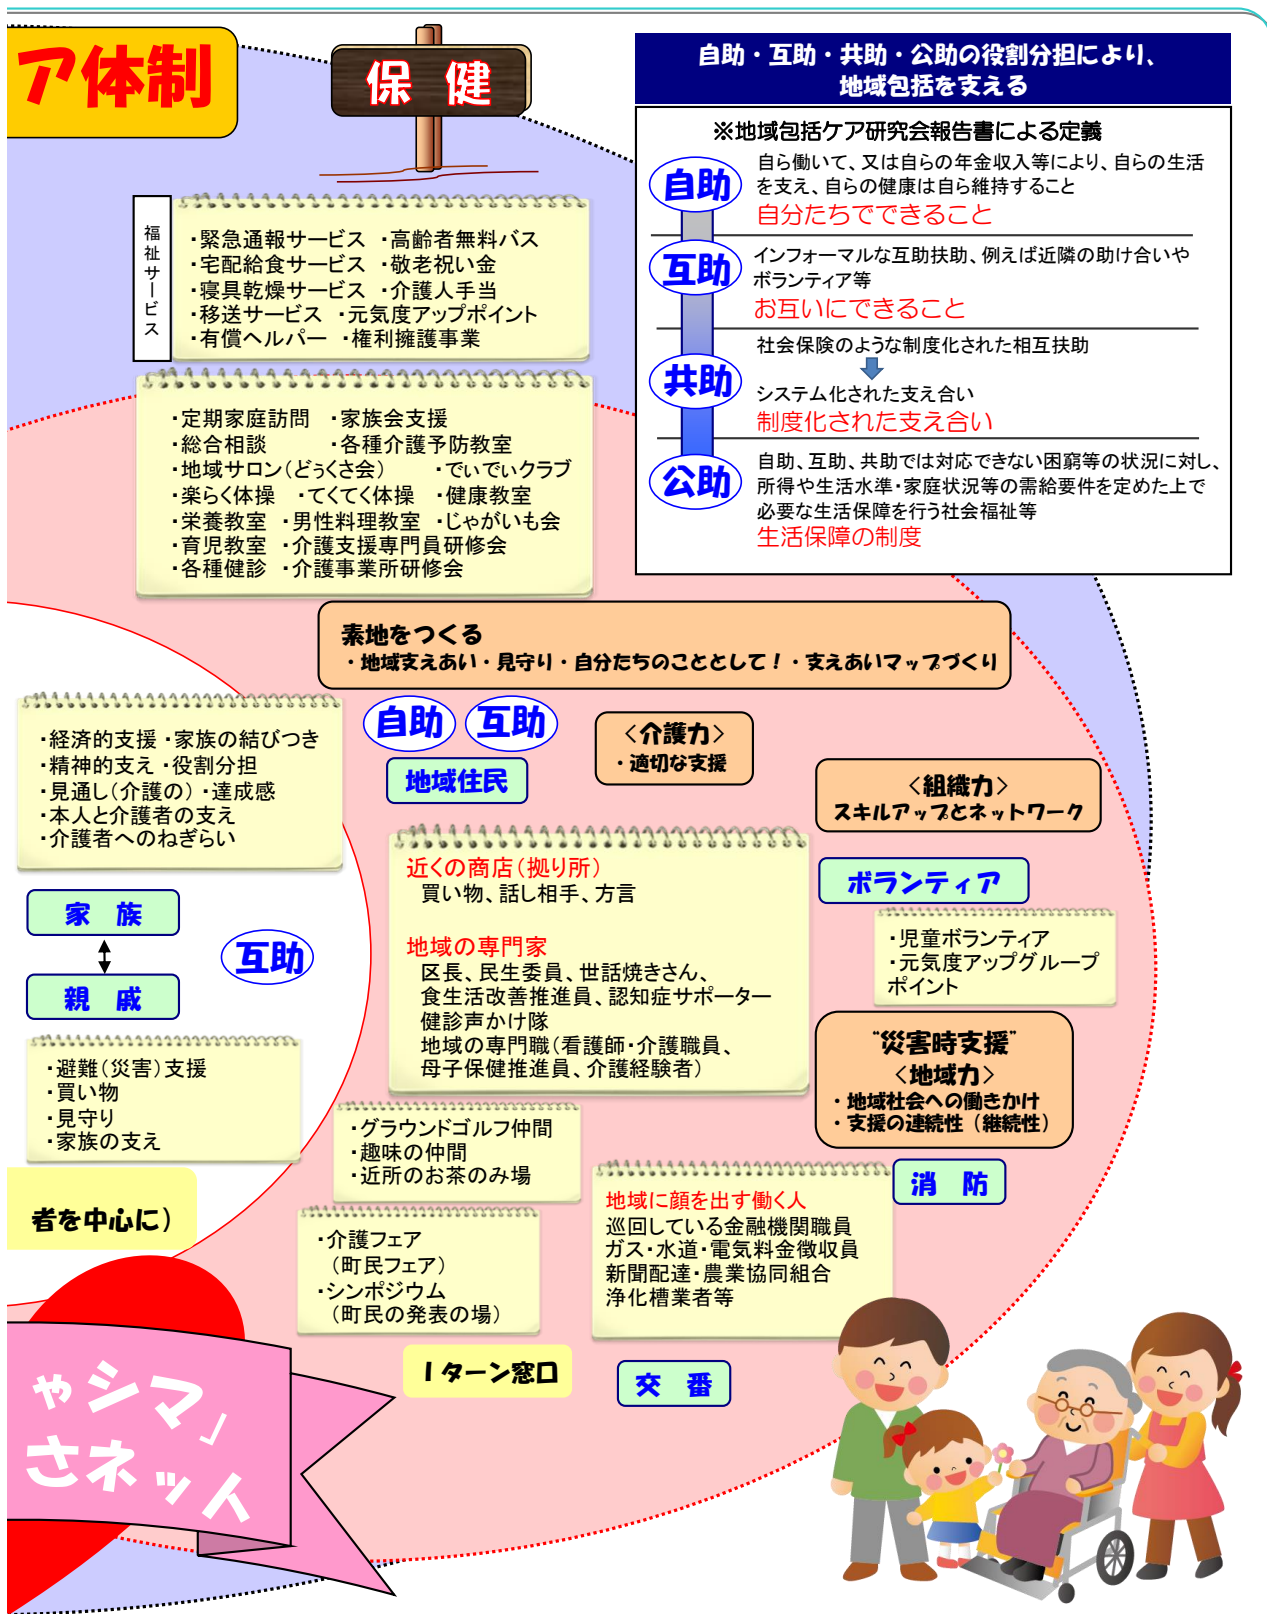 ア体制
保 健
自助・互助・共助・公助の役割分担により、
地域包括を支える
※地域包括ケア研究会報告書による定義
自助
自ら働いて、又は自らの年金収入等により、自らの生活
を支え、自らの健康は自ら維持すること
自分たちでできること
互助
インフォーマルな互助扶助、例えば近隣の助け合いや
ボランティア等
お互いにできること
共助
社会保険のような制度化された相互扶助
システム化された支え合い
制度化された支え合い
公助
自助、互助、共助では対応できない困窮等の状況に対し、
所得や生活水準・家庭状況等の需給要件を定めた上で
必要な生活保障を行う社会福祉等
生活保障の制度
福祉サービス
・緊急通報サービス ・高齢者無料バス
・宅配給食サービス ・敬老祝い金
・寝具乾燥サービス ・介護人手当
・移送サービス ・元気度アップポイント
・有償ヘルパー ・権利擁護事業
・定期家庭訪問 ・家族会支援
・総合相談 ・各種介護予防教室
・地域サロン（どぅくさ会） ・でぃでぃクラブ
・楽らく体操 ・てくてく体操 ・健康教室
・栄養教室 ・男性料理教室 ・じゃがいも会
・育児教室 ・介護支援専門員研修会
・各種健診 ・介護事業所研修会
素地をつくる
・地域支えあい・見守り・自分たちのこととして！・支えあいマップづくり
・経済的支援 ・家族の結びつき
・精神的支え ・役割分担
・見通し（介護の） ・達成感
・本人と介護者の支え
・介護者へのねぎらい
自助 互助
地域住民
＜介護力＞
・適切な支援
＜組織力＞
スキルアップとネットワーク
近くの商店（拠り所）
買い物、話し相手、方言
地域の専門家
区長、民生委員、世話焼きさん、
食生活改善推進員、認知症サポーター
健診声かけ隊
地域の専門職（看護師・介護職員、
母子保健推進員、介護経験者）
ボランティア
・児童ボランティア
・元気度アップグループ
ポイント
家 族
互助
親 戚
・避難（災害）支援
・買い物
・見守り
・家族の支え
“災害時支援”
＜地域力＞
・地域社会への働きかけ
・支援の連続性（継続性）
消 防
・グラウンドゴルフ仲間
・趣味の仲間
・近所のお茶のみ場
地域に顔を出す働く人
巡回している金融機関職員
ガス・水道・電気料金徴収員
新聞配達・農業協同組合
浄化槽業者等
者を中心に）
・介護フェア
（町民フェア）
・シンポジウム
（町民の発表の場）
Iターン窓口
交 番
ゃシマ」
さネット